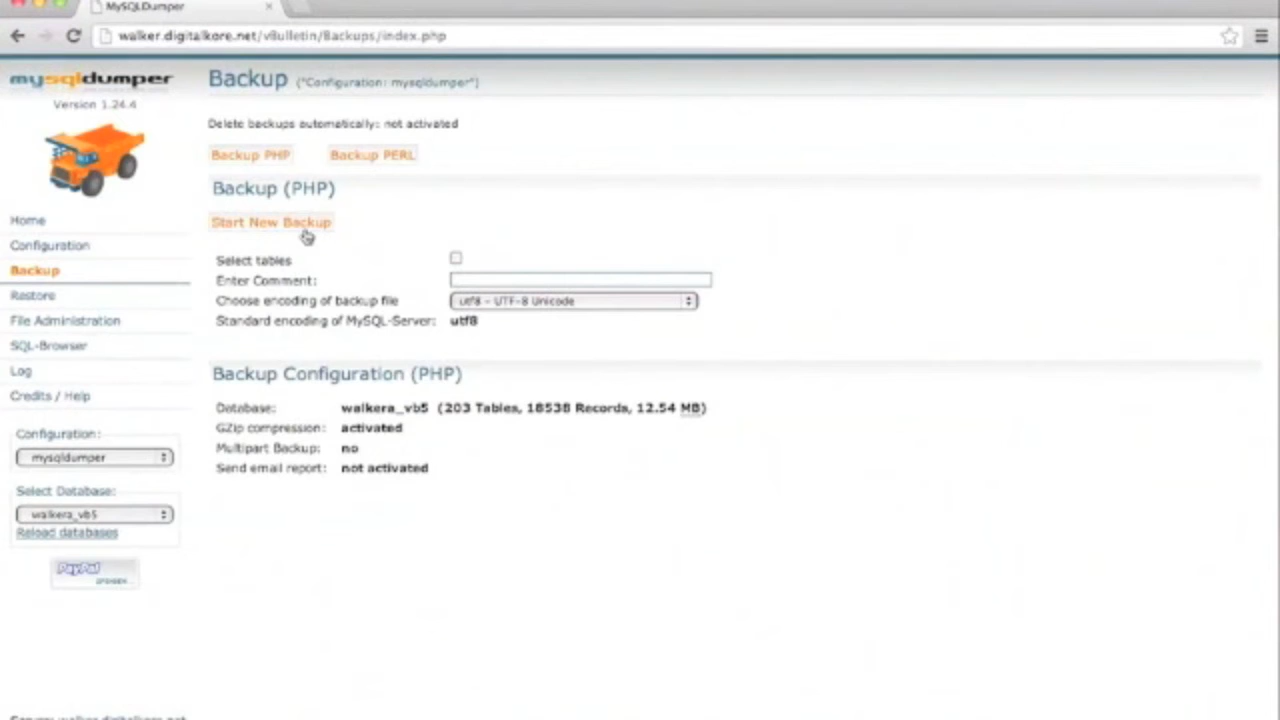 MySQLDumper
walker.digitalkore.net/vBulletin/Backups/index.php
mysqldumper
Version 1.24.4
Home
Configuration
Backup
Restore
File Administration
SQL-Browser
Log
Credits / Help
Configuration:
mysqldumper
Select Database:
walkera_vb5
Reload databases
PayPal
Backup ("Configuration: mysqldumper")
Delete backups automatically: not activated
Backup PHP Backup PERL
Backup (PHP)
Start New Backup
Select tables
Enter Comment:
Choose encoding of backup file utf8 - UTF-8 Unicode
Standard encoding of MySQL-Server: utf8
Backup Configuration (PHP)
Database: walkera_vb5 (203 Tables, 18538 Records, 12.54 MB)
GZip compression: activated
Multipart Backup: no
Send email report: not activated